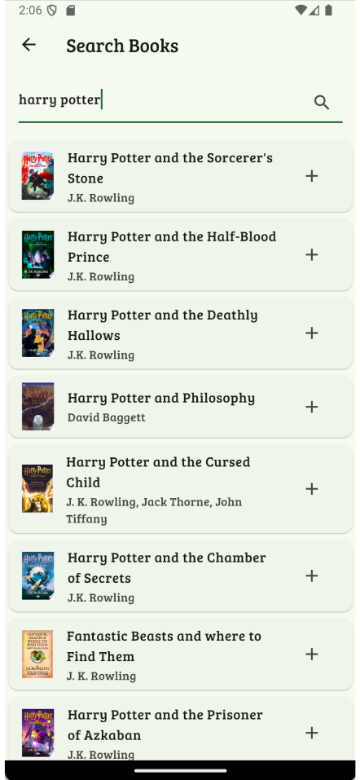 2:06
Search Books
harry potter
Harry Potter and the Sorcerer's
Stone
J.K. Rowling
Harry Potter and the Half-Blood
Prince
J.K. Rowling
Harry Potter and the Deathly
Hallows
J.K. Rowling
Harry Potter and Philosophy
David Baggett
Harry Potter and the Cursed
Child
J. K. Rowling, Jack Thorne, John
Tiffany
Harry Potter and the Chamber
of Secrets
J.K. Rowling
Fantastic Beasts and where to
Find Them
J. K. Rowling
Harry Potter and the Prisoner
of Azkaban
J.K. Rowling